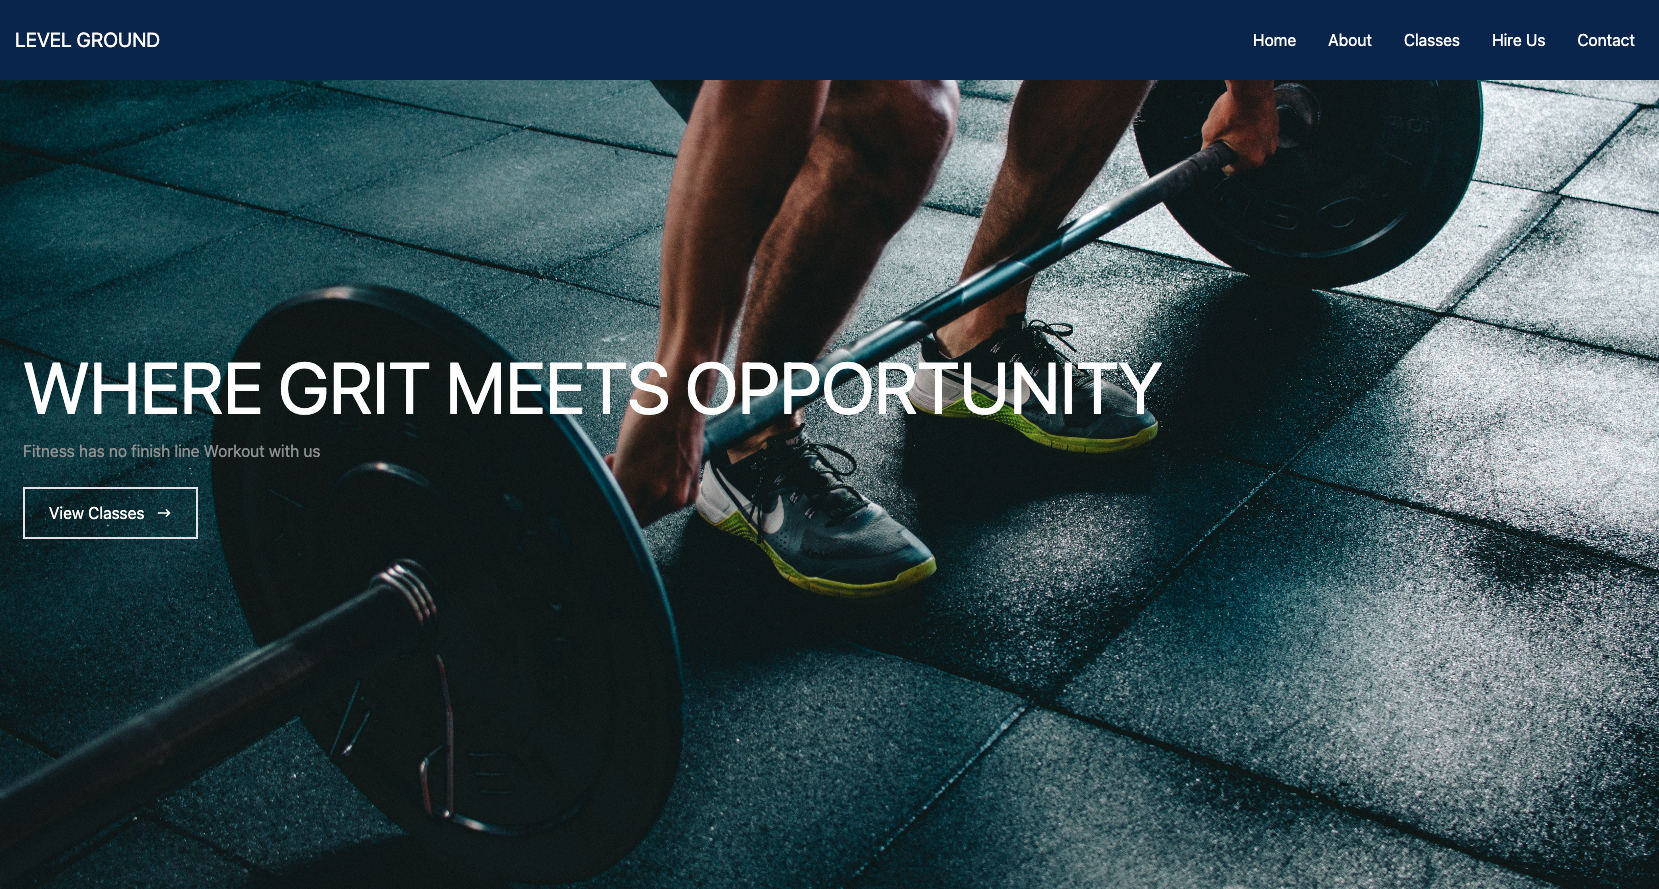 LEVEL GROUND
Home About Classes Hire Us Contact
WHERE GRIT MEETS OPPORTUNITY
Fitness has no finish line Workout with us
View Classes →